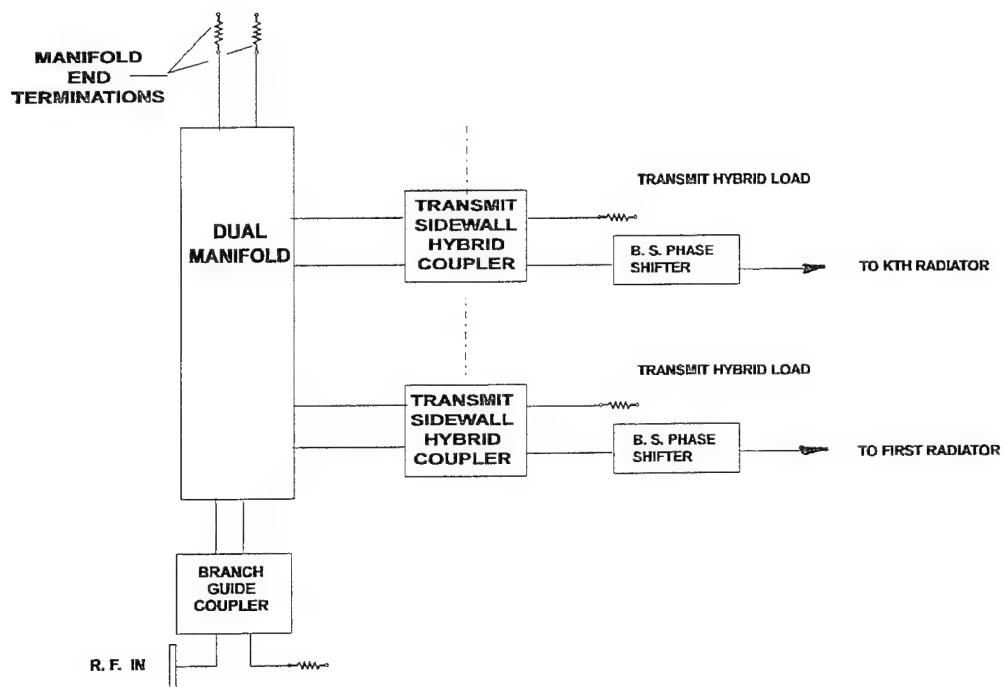 MANIFOLD
END
TERMINATIONS
DUAL
MANIFOLD
TRANSMIT
SIDEWALL
HYBRID
COUPLER
TRANSMIT HYBRID LOAD
B. S. PHASE
SHIFTER
TO KTH RADIATOR
TRANSMIT
SIDEWALL
HYBRID
COUPLER
TRANSMIT HYBRID LOAD
B. S. PHASE
SHIFTER
TO FIRST RADIATOR
BRANCH
GUIDE
COUPLER
R. F. IN